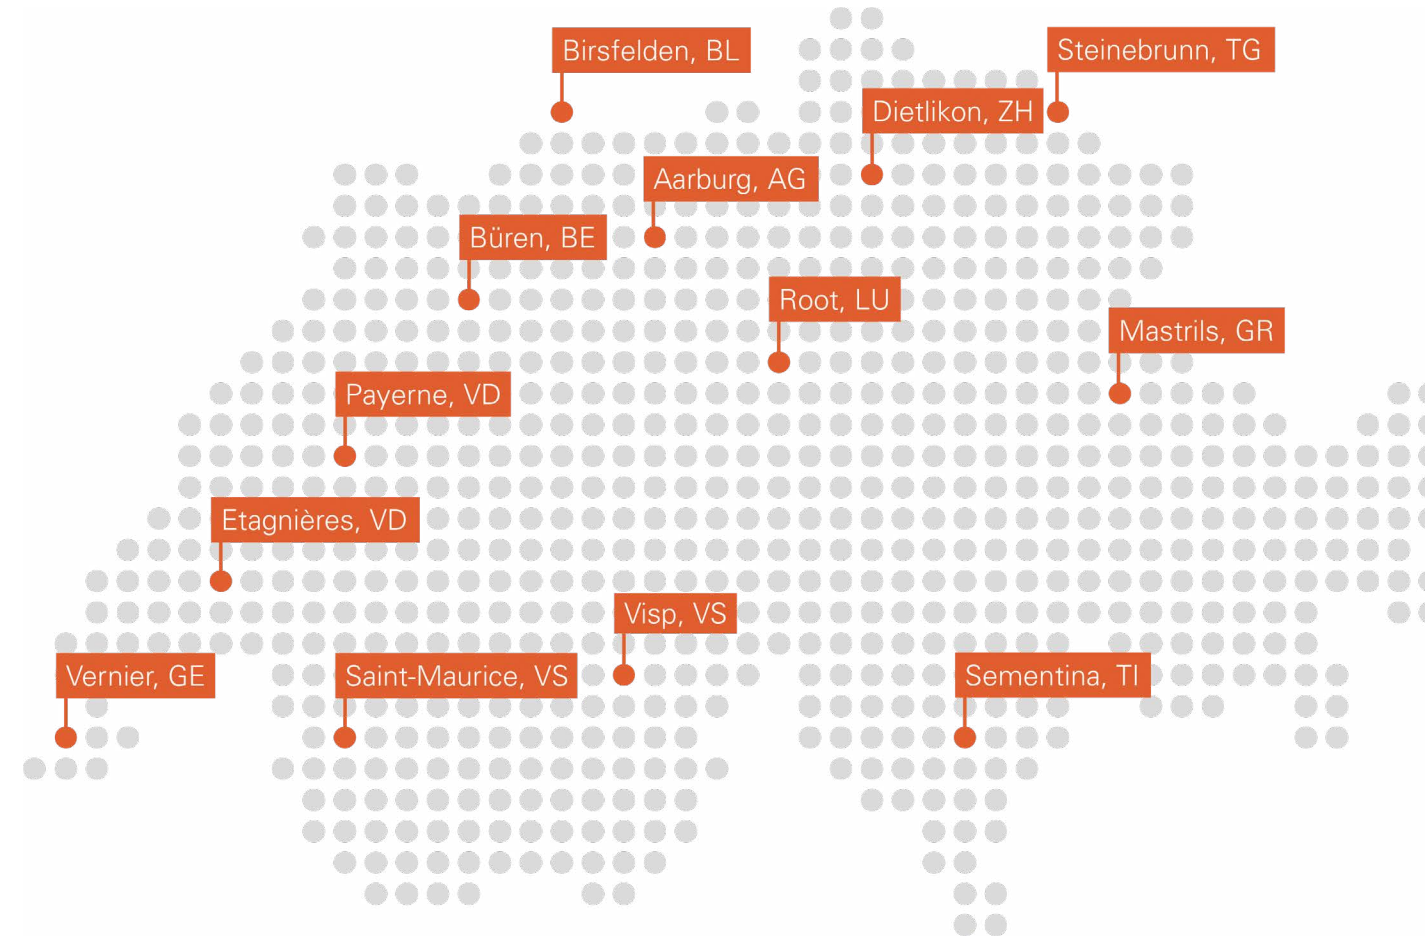 Birsfelden, BL
Steinebrunn, TG
Dietlikon, ZH
Aarburg, AG
Büren, BE
Root, LU
Mastrils, GR
Payerne, VD
Etagnières, VD
Visp, VS
Vernier, GE
Saint-Maurice, VS
Sementina, TI